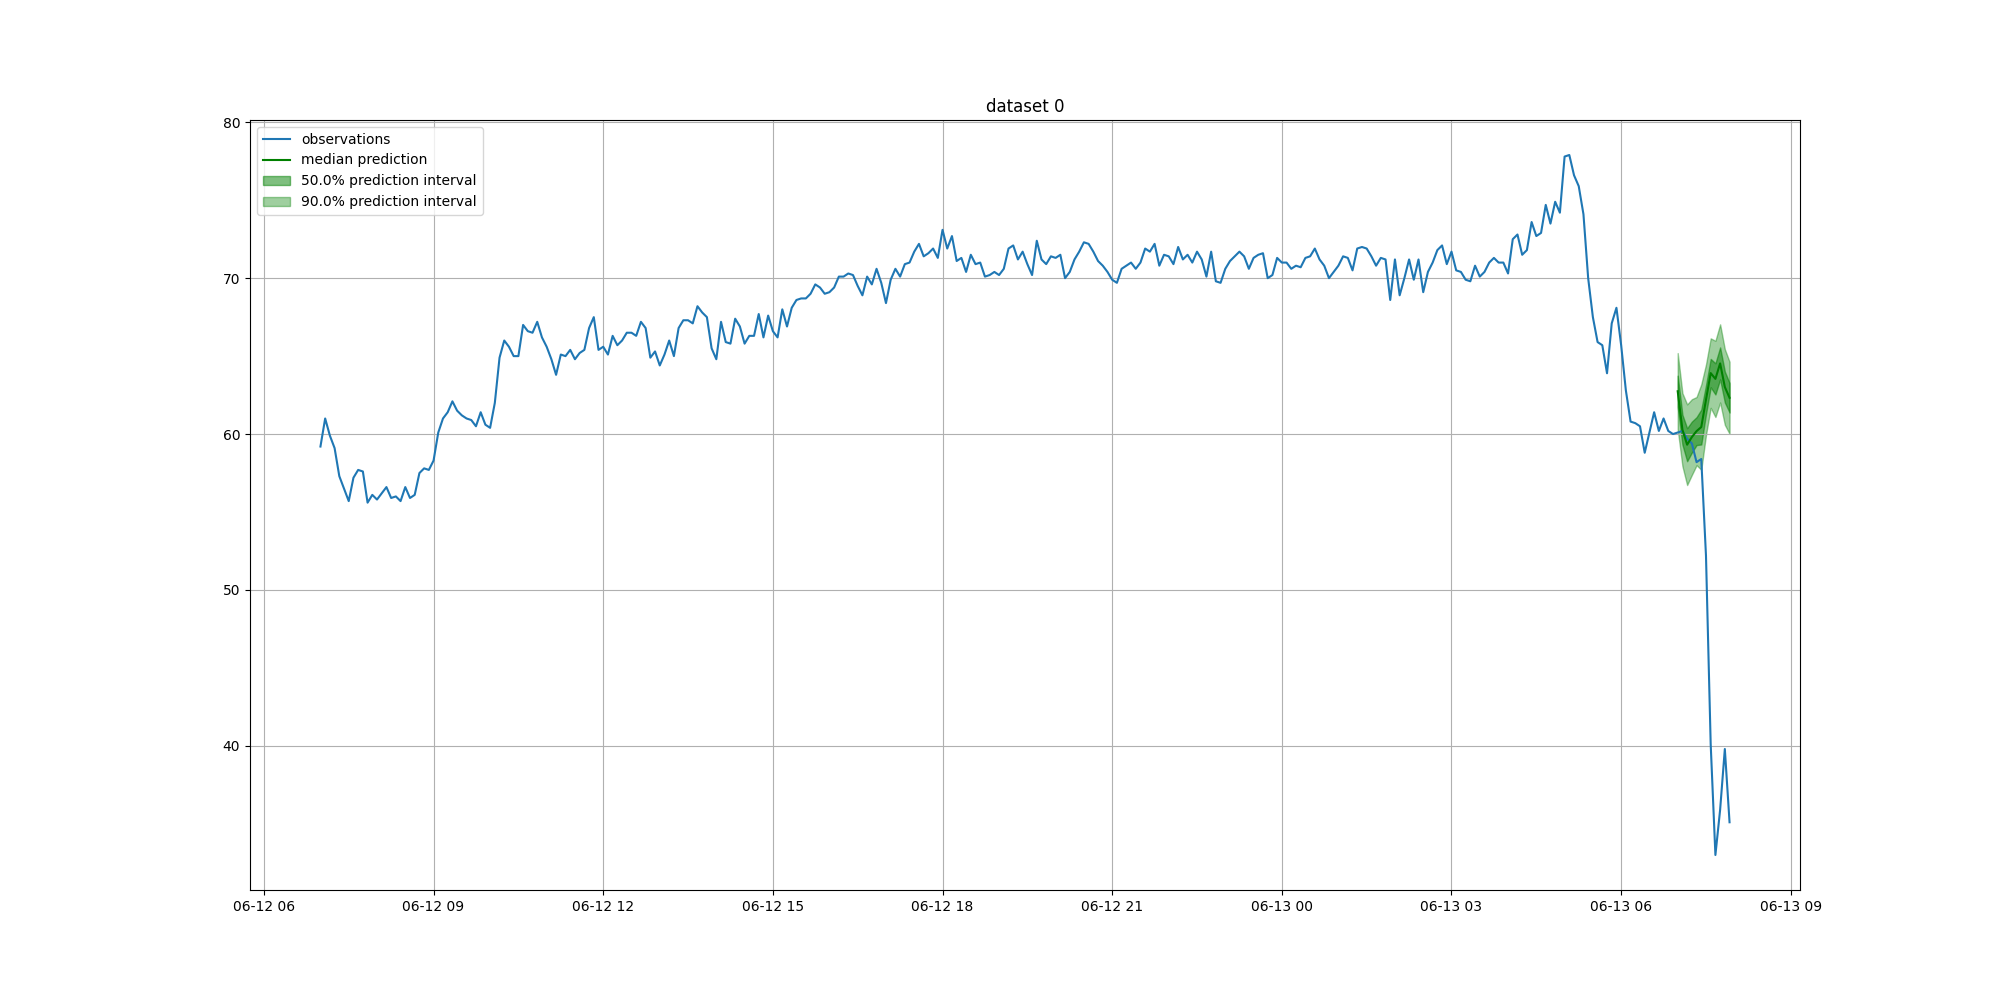 dataset 0
80
observations
median prediction
50.0% prediction interval
90.0% prediction interval
70
60
50
40
06-12 06 06-12 09 06-12 12 06-12 15 06-12 18 06-12 21 06-13 00 06-13 03 06-13 06 06-13 09